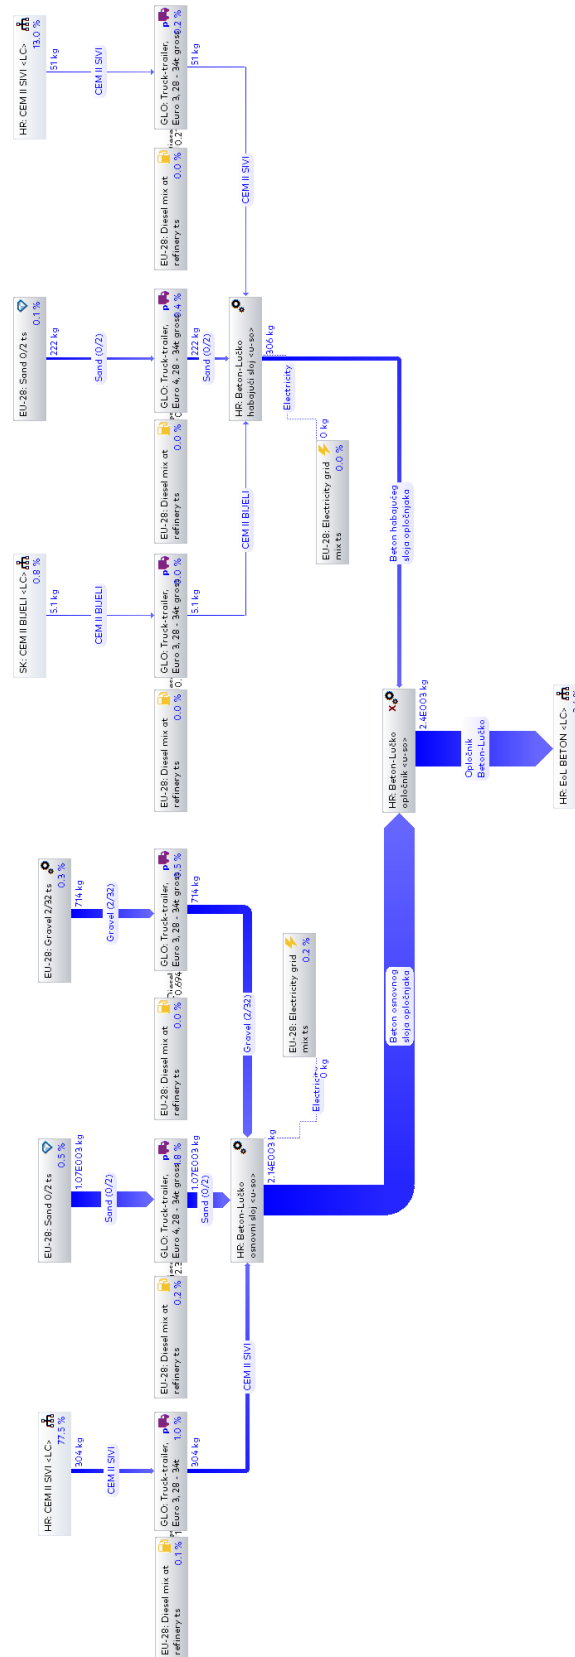 HR: CEM II SIVI <LC>
13.0 %
51 kg
CEM II SIVI
GLO: Truck-trailer,
Euro 3, 28 - 34t gross
0.2 %
51 kg
CEM II SIVI
EU-28: Diesel mix at
refinery ts
0.0 %
EU-28: Sand 0/2 ts
0.1 %
222 kg
Sand (0/2)
GLO: Truck-trailer,
Euro 4, 28 - 34t gross
0.4 %
222 kg
Sand (0/2)
EU-28: Diesel mix at
refinery ts
0.0 %
HR: Beton-Lučko
habajući sloj <u-so>
306 kg
Electricity
0 kg
EU-28: Electricity grid
mix ts
0.0 %
SK: CEM II BIJELI <LC>
0.8 %
5.1 kg
CEM II BIJELI
GLO: Truck-trailer,
Euro 3, 28 - 34t gross
0.0 %
5.1 kg
CEM II BIJELI
EU-28: Diesel mix at
refinery ts
0.0 %
Beton habajućeg
sloja opločnjaka
HR: Beton-Lučko
opločnik <u-so>
2.4E003 kg
Opločnik
Beton-Lučko
HR: EoL BETON <LC>
EU-28: Gravel 2/32 ts
0.3 %
714 kg
Gravel (2/32)
GLO: Truck-trailer,
Euro 3, 28 - 34t gross
714 kg
Gravel (2/32)
Diesel
0.694
EU-28: Diesel mix at
refinery ts
0.0 %
EU-28: Electricity grid
mix ts
0.2 %
Electricity
0 kg
Beton osnovnog
sloja opločnjaka
EU-28: Sand 0/2 ts
0.5 %
1.07E003 kg
Sand (0/2)
GLO: Truck-trailer,
Euro 4, 28 - 34t gross
1.07E003 kg
Sand (0/2)
EU-28: Diesel mix at
refinery ts
0.2 %
HR: Beton-Lučko
osnovni sloj <u-so>
2.14E003 kg
HR: CEM II SIVI <LC>
77.5 %
304 kg
CEM II SIVI
GLO: Truck-trailer,
Euro 3, 28 - 34t
1.0 %
304 kg
CEM II SIVI
EU-28: Diesel mix at
refinery ts
0.1 %